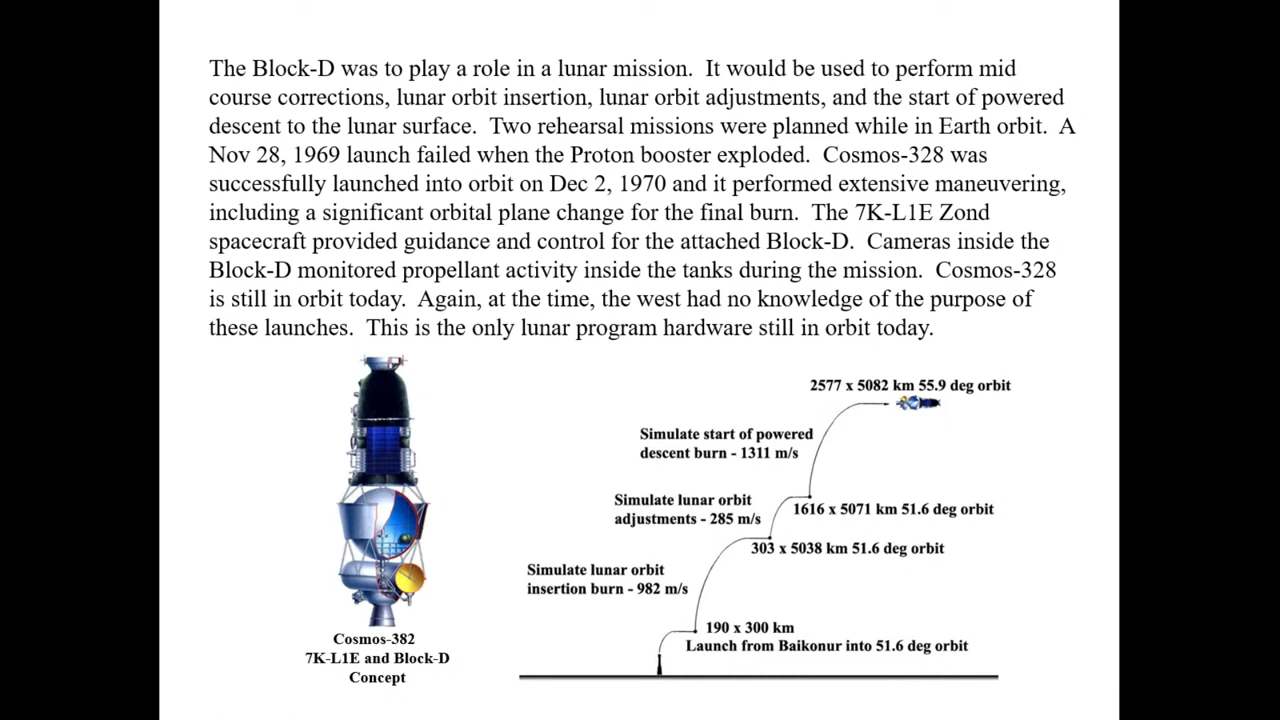 The Block-D was to play a role in a lunar mission.  It would be used to perform mid
course corrections, lunar orbit insertion, lunar orbit adjustments, and the start of powered
descent to the lunar surface.  Two rehearsal missions were planned while in Earth orbit.  A
Nov 28, 1969 launch failed when the Proton booster exploded.  Cosmos-328 was
successfully launched into orbit on Dec 2, 1970 and it performed extensive maneuvering,
including a significant orbital plane change for the final burn.  The 7K-L1E Zond
spacecraft provided guidance and control for the attached Block-D.  Cameras inside the
Block-D monitored propellant activity inside the tanks during the mission.  Cosmos-328
is still in orbit today.  Again, at the time, the west had no knowledge of the purpose of
these launches.  This is the only lunar program hardware still in orbit today.
2577 x 5082 km 55.9 deg orbit
Simulate start of powered
descent burn - 1311 m/s
Simulate lunar orbit
adjustments - 285 m/s
1616 x 5071 km 51.6 deg orbit
303 x 5038 km 51.6 deg orbit
Simulate lunar orbit
insertion burn - 982 m/s
190 x 300 km
Launch from Baikonur into 51.6 deg orbit
Cosmos-382
7K-L1E and Block-D
Concept